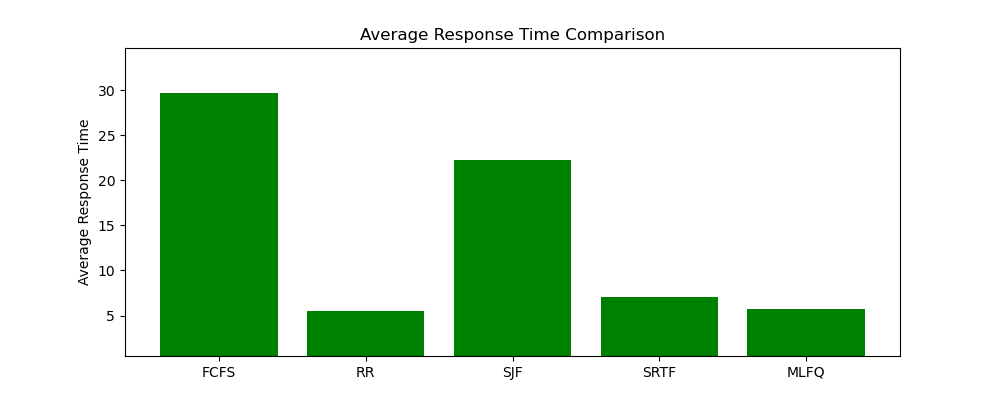 Average Response Time Comparison
Average Response Time
30
25
20
15
10
5
FCFS RR SJF SRTF MLFQ